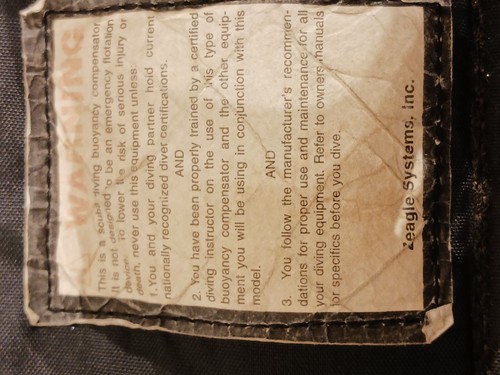 WARNING
This is a scuba diving buoyancy compensator.
It is not designed to be an emergency flotation
device. To lower the risk of serious injury or
death, never use this equipment unless:
1. You and your diving partner hold current
nationally recognized diver certifications.
AND
2. You have been properly trained by a certified
diving instructor on the use of this type of
buoyancy compensator and the other equip-
ment you will be using in conjunction with this
model.
AND
3. You follow the manufacturer's recommen-
dations for proper use and maintenance for all
your diving equipment. Refer to owners manuals
for specifics before you dive.
Zeagle Systems, Inc.